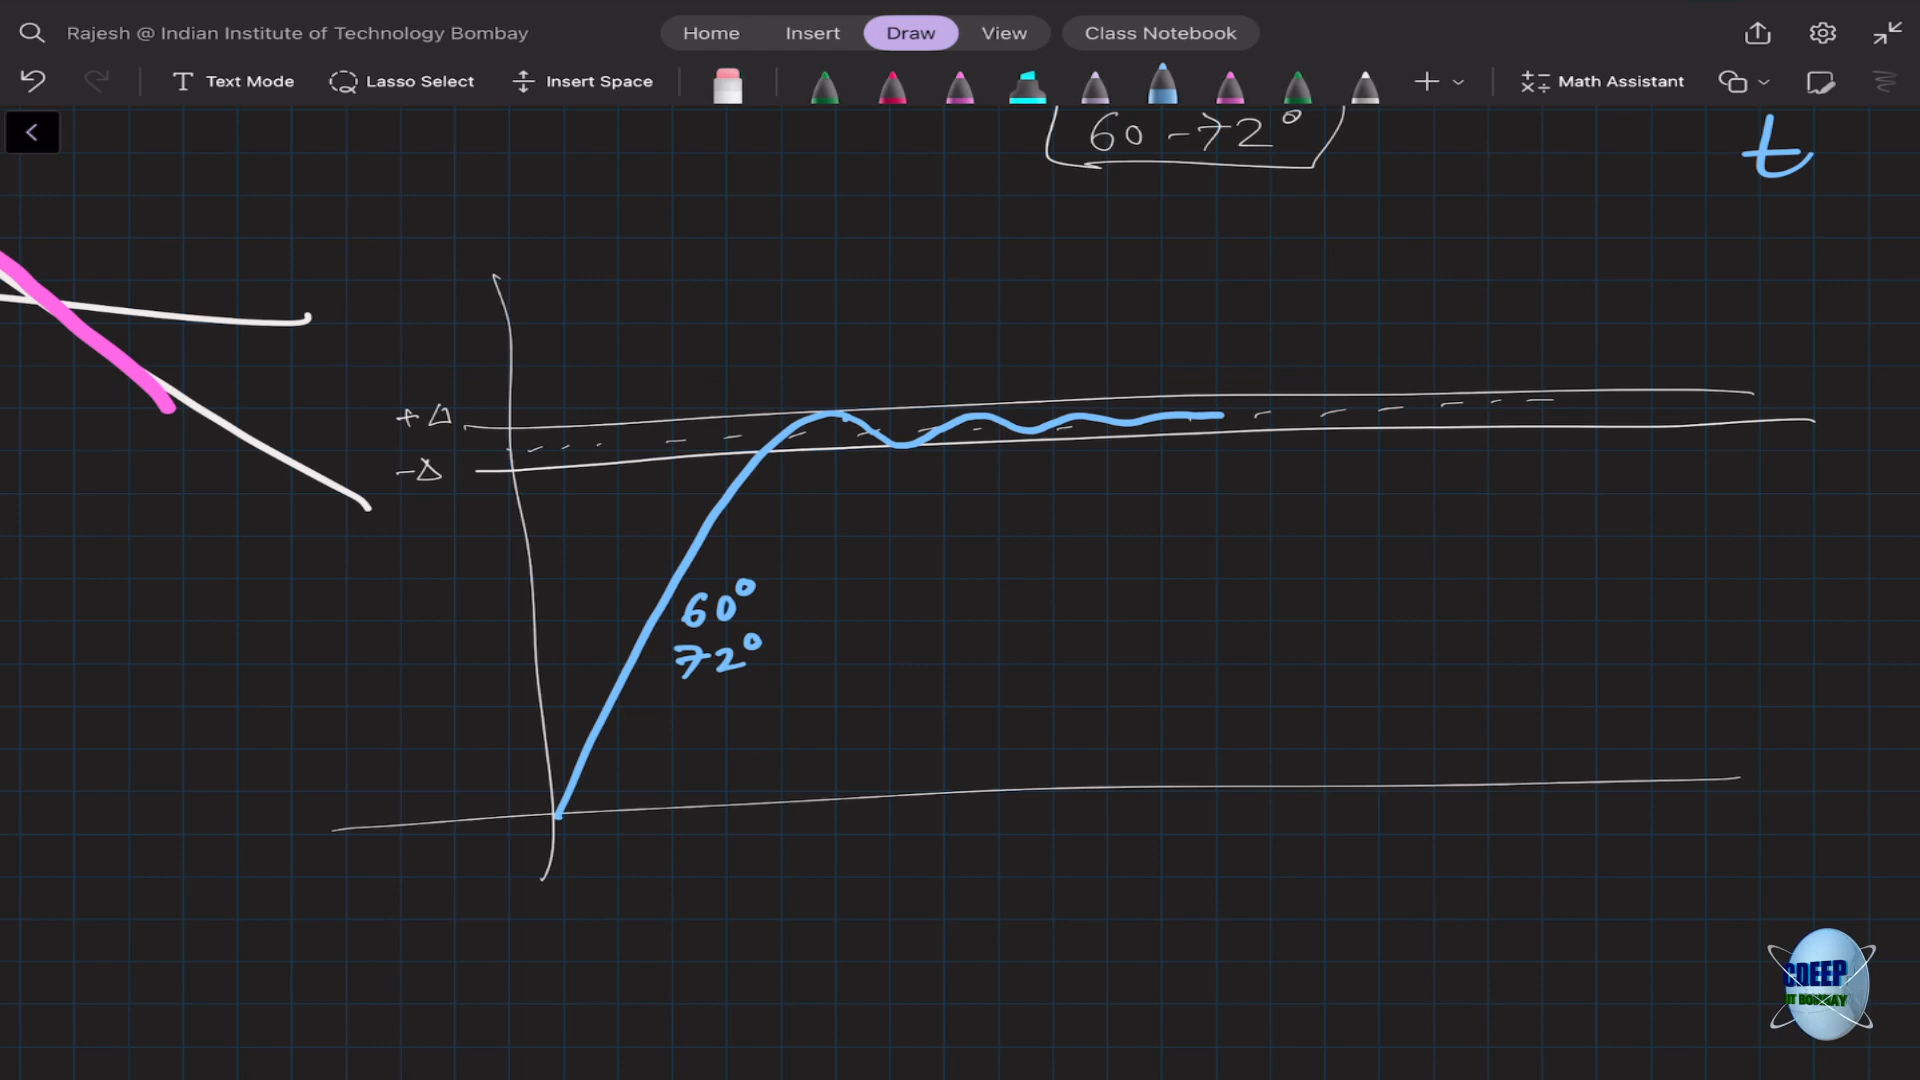 Rajesh @ Indian Institute of Technology Bombay
Home Insert Draw View Class Notebook
Text Mode Lasso Select Insert Space Math Assistant
60 - 72°
t
+Δ
-Δ
60°
72°
CDEEP
IIT BOMBAY